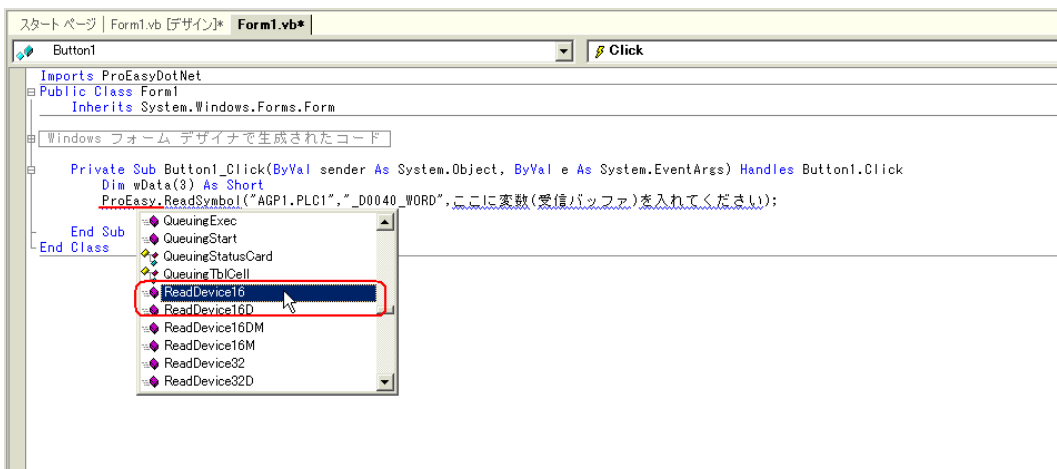 スタート ページ | Form1.vb [デザイン]* Form1.vb*
Button1 Click
Imports ProEasyDotNet
Public Class Form1
Inherits System.Windows.Forms.Form
Windows フォーム デザイナで生成されたコード
Private Sub Button1_Click(ByVal sender As System.Object, ByVal e As System.EventArgs) Handles Button1.Click
Dim wData(3) As Short
ProEasy.ReadSymbol("AGP1.PLC1","_D0040_WORD",ここに変数(受信バッファ)を入れてください);
End Sub
End Class
QueuingExec
QueuingStart
QueuingStatusCard
QueuingTblCell
ReadDevice16
ReadDevice16D
ReadDevice16DM
ReadDevice16M
ReadDevice32
ReadDevice32D